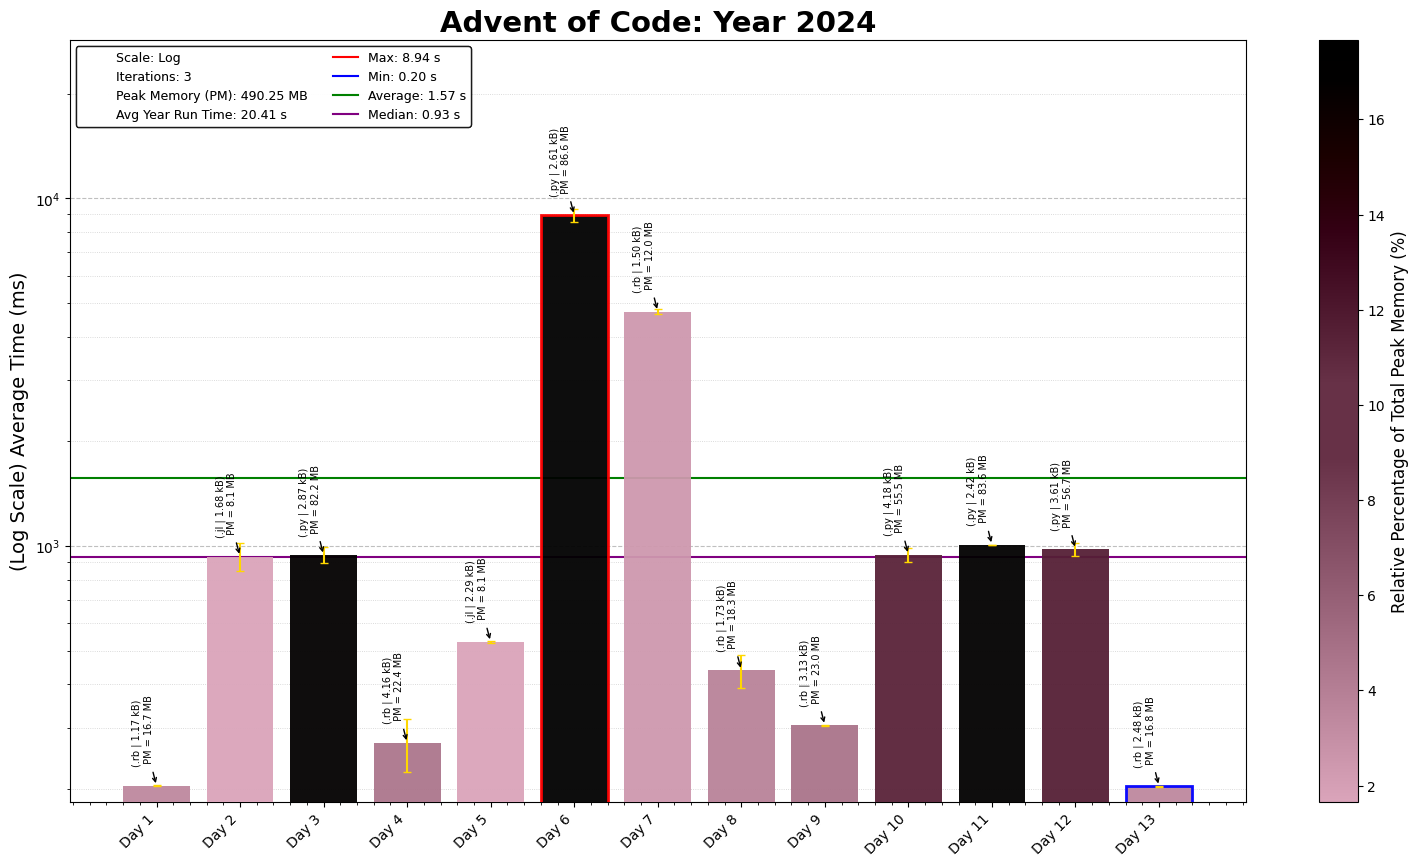 Advent of Code: Year 2024
Scale: Log
Iterations: 3
Peak Memory (PM): 490.25 MB
Avg Year Run Time: 20.41 s
Max: 8.94 s
Min: 0.20 s
Average: 1.57 s
Median: 0.93 s
(Log Scale) Average Time (ms)
10⁴
10³
(.rb | 1.17 kB)
PM = 16.7 MB
(.jl | 1.68 kB)
PM = 8.1 MB
(.py | 2.87 kB)
PM = 82.2 MB
(.rb | 4.16 kB)
PM = 22.4 MB
(.jl | 2.29 kB)
PM = 8.1 MB
(.py | 2.61 kB)
PM = 86.6 MB
(.rb | 1.50 kB)
PM = 12.0 MB
(.rb | 1.73 kB)
PM = 18.3 MB
(.rb | 3.13 kB)
PM = 23.0 MB
(.py | 4.18 kB)
PM = 55.5 MB
(.py | 2.42 kB)
PM = 83.6 MB
(.py | 3.61 kB)
PM = 56.7 MB
(.rb | 2.48 kB)
PM = 16.8 MB
Day 1
Day 2
Day 3
Day 4
Day 5
Day 6
Day 7
Day 8
Day 9
Day 10
Day 11
Day 12
Day 13
16
14
12
10
8
6
4
2
Relative Percentage of Total Peak Memory (%)